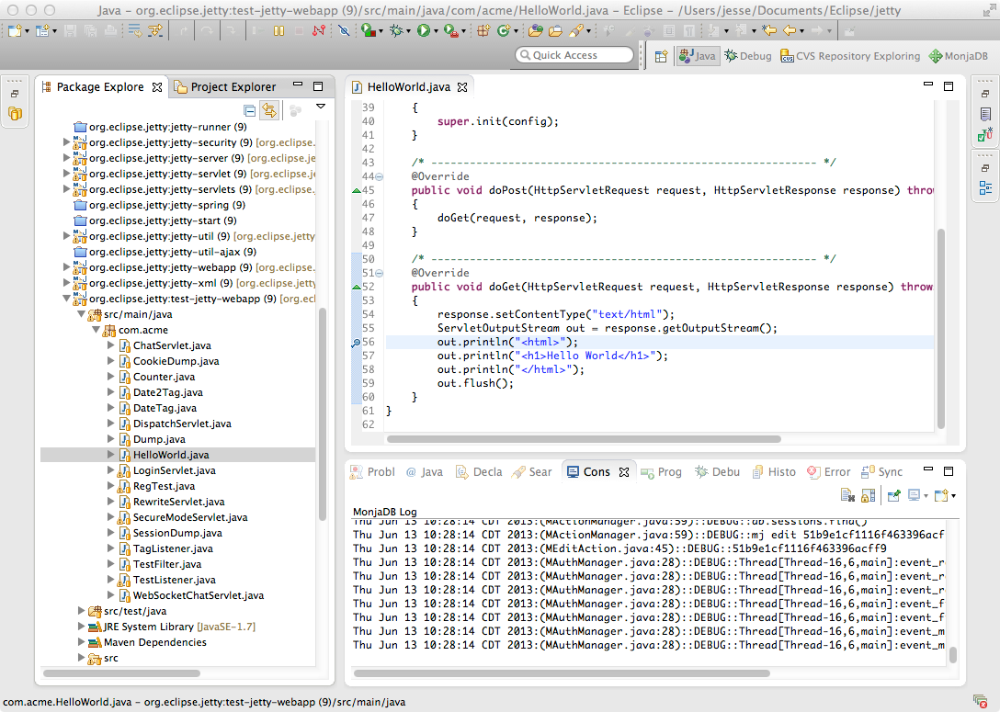 Java – org.eclipse.jetty:test-jetty-webapp (9)/src/main/java/com/acme/HelloWorld.java – Eclipse – /Users/jesse/Documents/Eclipse/jetty
Quick Access
Java
Debug
CVS Repository Exploring
MonjaDB
Package Explorer
Project Explorer
org.eclipse.jetty:jetty-runner (9)
org.eclipse.jetty:jetty-security (9) [org.eclipse.
org.eclipse.jetty:jetty-server (9) [org.eclipse.je
org.eclipse.jetty:jetty-servlet (9) [org.eclipse.je
org.eclipse.jetty:jetty-servlets (9) [org.eclipse.j
org.eclipse.jetty:jetty-spring (9)
org.eclipse.jetty:jetty-start (9)
org.eclipse.jetty:jetty-util (9) [org.eclipse.jetty
org.eclipse.jetty:jetty-util-ajax (9)
org.eclipse.jetty:jetty-webapp (9) [org.eclipse.
org.eclipse.jetty:jetty-xml (9) [org.eclipse.jetty
org.eclipse.jetty:test-jetty-webapp (9) [org.ecl
src/main/java
com.acme
ChatServlet.java
CookieDump.java
Counter.java
Date2Tag.java
DateTag.java
DispatchServlet.java
Dump.java
HelloWorld.java
LoginServlet.java
RegTest.java
RewriteServlet.java
SecureModeServlet.java
SessionDump.java
TagListener.java
TestFilter.java
TestListener.java
WebSocketChatServlet.java
src/test/java
JRE System Library [JavaSE-1.7]
Maven Dependencies
src
HelloWorld.java
39 {
40 super.init(config);
41 }
42
43 /* ------------------------------------------------------------ */
44 @Override
45 public void doPost(HttpServletRequest request, HttpServletResponse response) throw
46 {
47 doGet(request, response);
48 }
49
50 /* ------------------------------------------------------------ */
51 @Override
52 public void doGet(HttpServletRequest request, HttpServletResponse response) throw
53 {
54 response.setContentType("text/html");
55 ServletOutputStream out = response.getOutputStream();
56 out.println("<html>");
57 out.println("<h1>Hello World</h1>");
58 out.println("</html>");
59 out.flush();
60 }
61 }
62
Probl
Java
Decla
Sear
Cons
Prog
Debu
Histo
Error
Sync
MonjaDB Log
Thu Jun 13 10:28:14 CDT 2013:(MActionManager.java:59)::DEBUG::db.sessions.find()
Thu Jun 13 10:28:14 CDT 2013:(MActionManager.java:59)::DEBUG::mj edit 51b9e1cf1116f463396acf
Thu Jun 13 10:28:14 CDT 2013:(MEditAction.java:45)::DEBUG::51b9e1cf1116f463396acff9
Thu Jun 13 10:28:14 CDT 2013:(MAuthManager.java:28)::DEBUG::Thread[Thread-16,6,main]:event_r
Thu Jun 13 10:28:14 CDT 2013:(MAuthManager.java:28)::DEBUG::Thread[Thread-16,6,main]:event_r
Thu Jun 13 10:28:14 CDT 2013:(MAuthManager.java:28)::DEBUG::Thread[Thread-16,6,main]:event_r
Thu Jun 13 10:28:14 CDT 2013:(MAuthManager.java:28)::DEBUG::Thread[Thread-16,6,main]:event_f
Thu Jun 13 10:28:14 CDT 2013:(MAuthManager.java:28)::DEBUG::Thread[Thread-16,6,main]:event_f
Thu Jun 13 10:28:14 CDT 2013:(MAuthManager.java:28)::DEBUG::Thread[Thread-16,6,main]:event_m
Thu Jun 13 10:28:14 CDT 2013:(MAuthManager.java:28)::DEBUG::Thread[Thread-16,6,main]:event_m
com.acme.HelloWorld.java – org.eclipse.jetty:test-jetty-webapp (9)/src/main/java